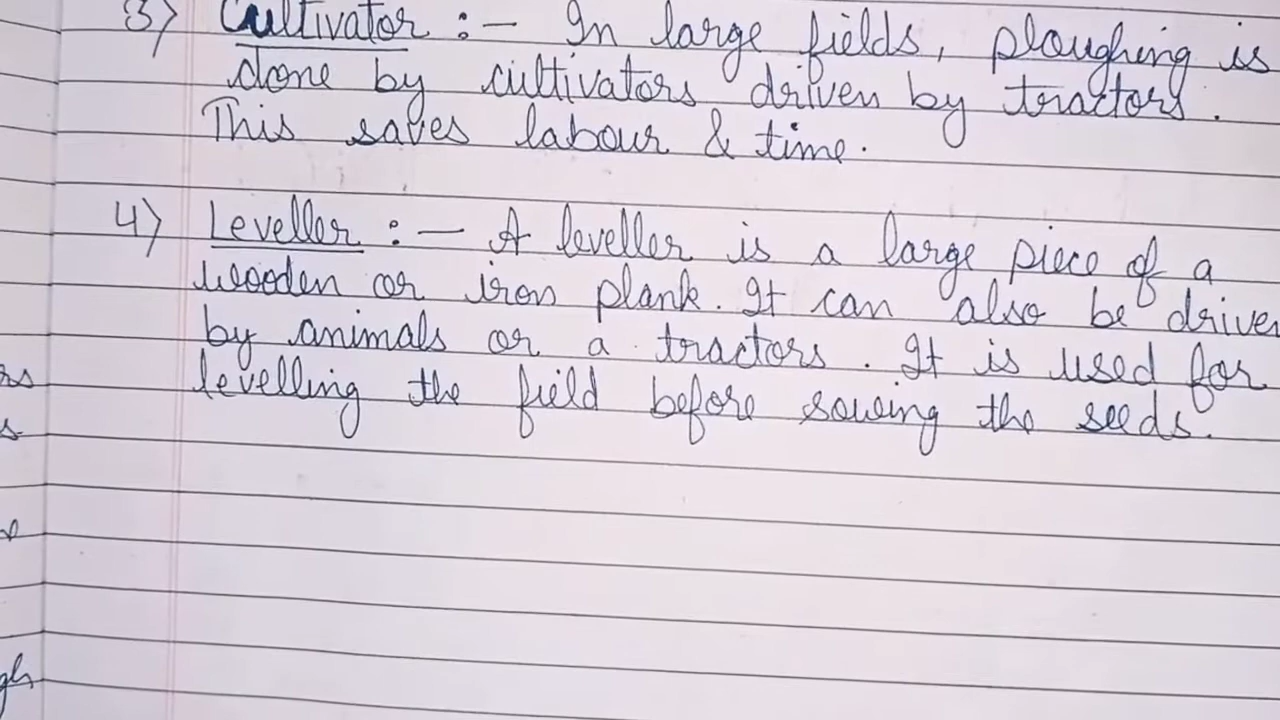 3) Cultivator :- In large fields, ploughing is
done by cultivators driven by tractors.
This saves labour & time.
4) Leveller :- A leveller is a large piece of a
wooden or iron plank. It can also be driven
by animals or a tractors. It is used for
levelling the field before sowing the seeds.